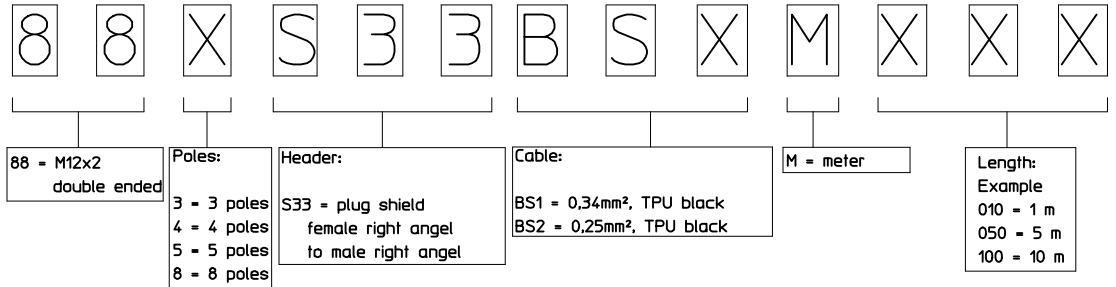 8 8 X S 3 3 B S X M X X X
88 = M12x2
double ended
Poles:
3 = 3 poles
4 = 4 poles
5 = 5 poles
8 = 8 poles
Header:
S33 = plug shield
female right angel
to male right angel
Cable:
BS1 = 0,34mm², TPU black
BS2 = 0,25mm², TPU black
M = meter
Length:
Example
010 = 1 m
050 = 5 m
100 = 10 m